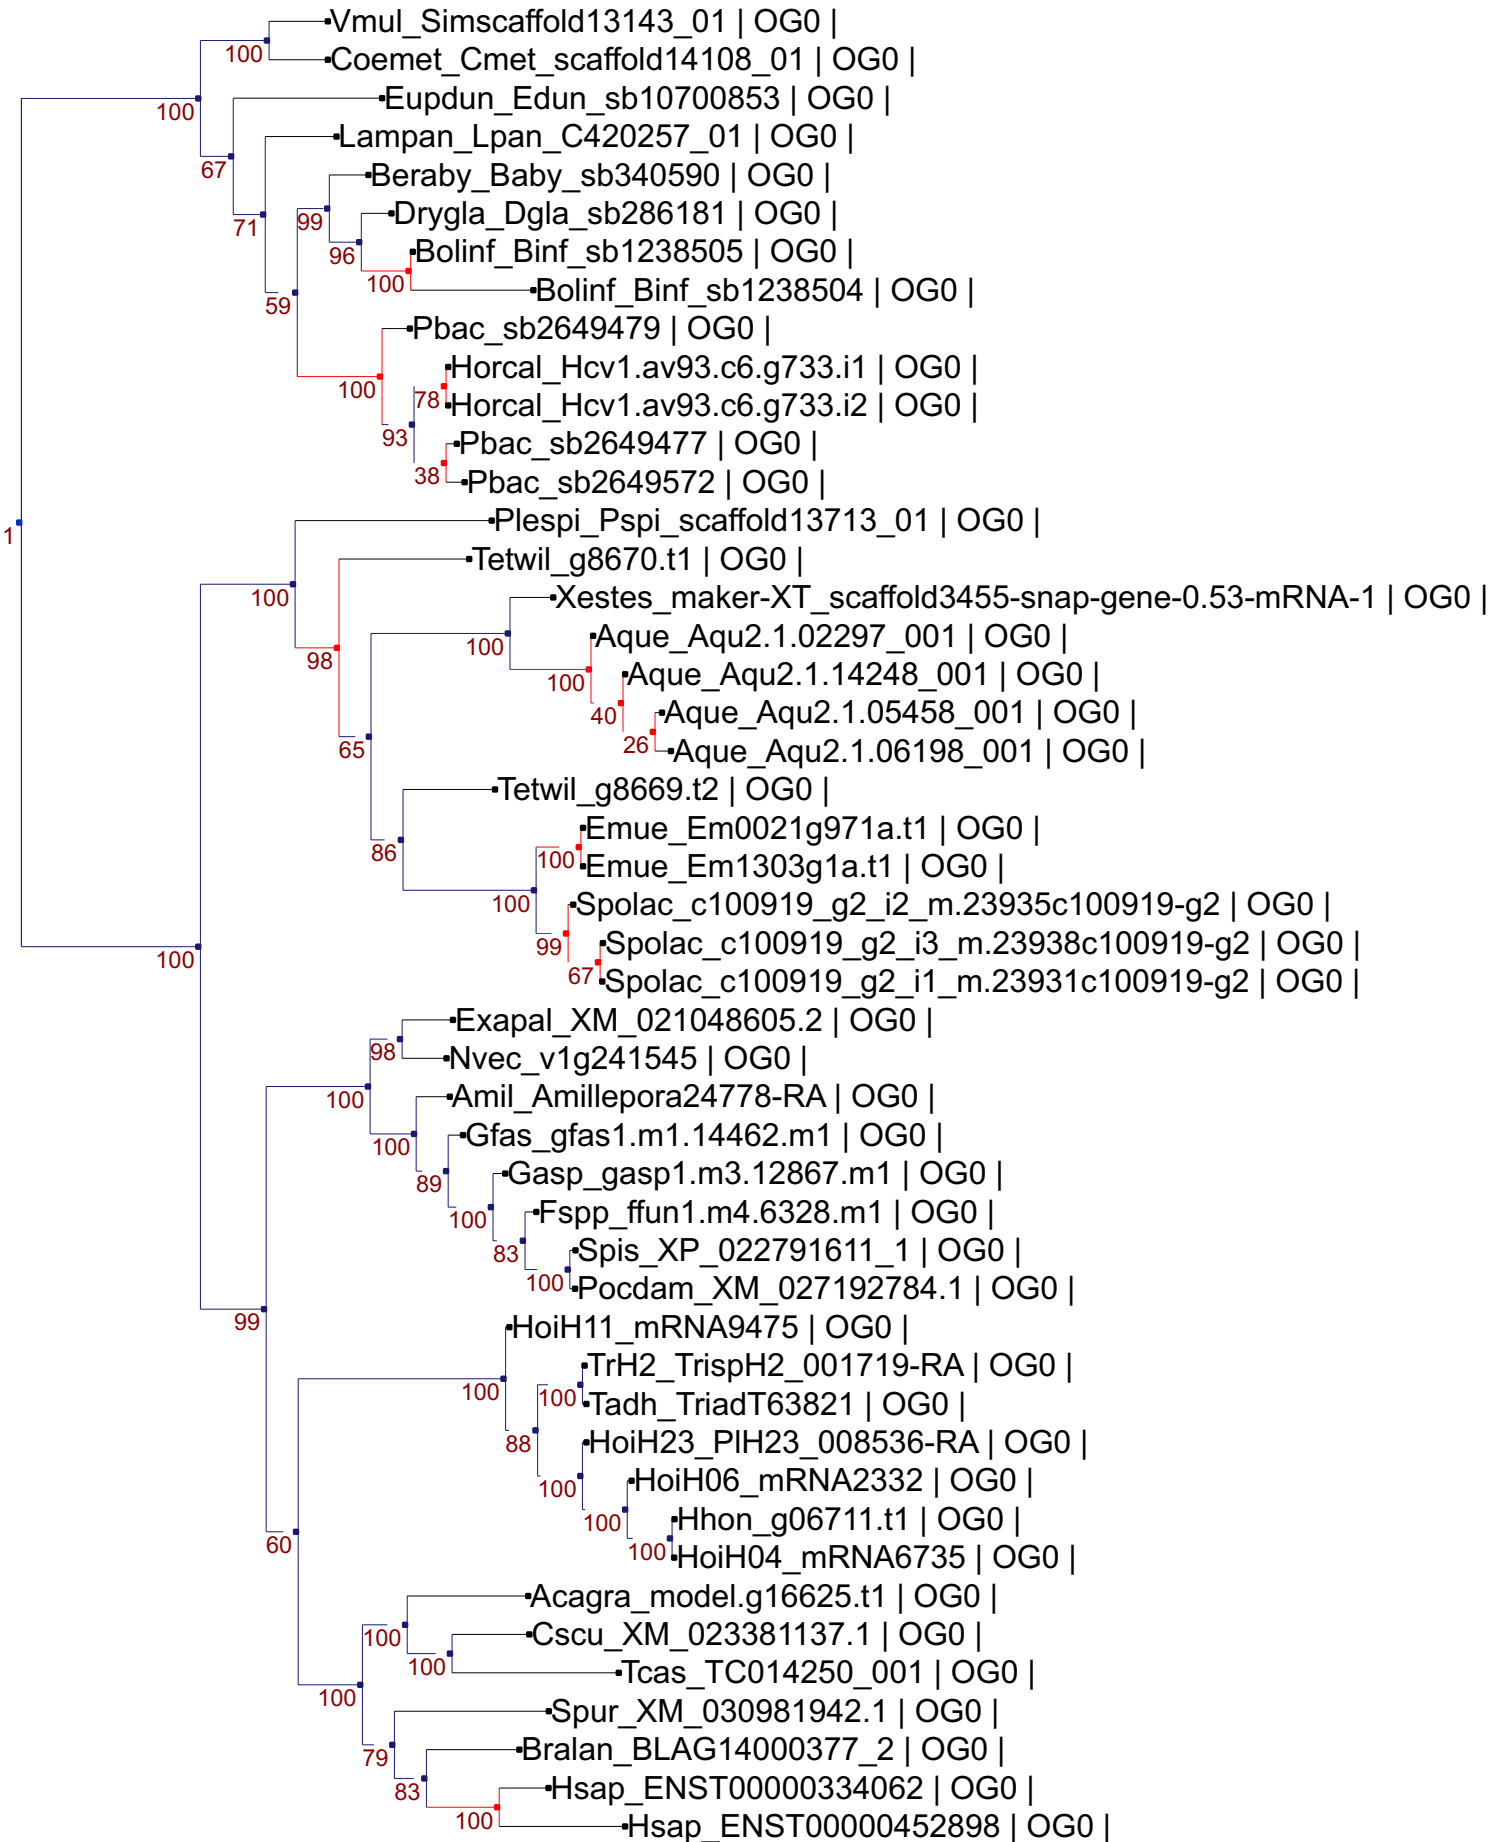 Vmul_Simscaffold13143_01 | OG0 |
100
Coemet_Cmet_scaffold14108_01 | OG0 |
Eupdun_Edun_sb10700853 | OG0 |
100
Lampan_Lpan_C420257_01 | OG0 |
67
Beraby_Baby_sb340590 | OG0 |
Drygla_Dgla_sb286181 | OG0 |
99
71
Bolinf_Binf_sb1238505 | OG0 |
96
100
Bolinf_Binf_sb1238504 | OG0 |
59
Pbac_sb2649479 | OG0 |
Horcal_Hcv1.av93.c6.g733.i1 | OG0 |
100
78
Horcal_Hcv1.av93.c6.g733.i2 | OG0 |
93
Pbac_sb2649477 | OG0 |
38
Pbac_sb2649572 | OG0 |
Plespi_Pspi_scaffold13713_01 | OG0 |
1
Tetwil_g8670.t1 | OG0 |
100
Xestes_maker-XT_scaffold3455-snap-gene-0.53-mRNA-1 | OG0 |
Aque_Aqu2.1.02297_001 | OG0 |
100
98
Aque_Aqu2.1.14248_001 | OG0 |
100
Aque_Aqu2.1.05458_001 | OG0 |
40
26
Aque_Aqu2.1.06198_001 | OG0 |
65
Tetwil_g8669.t2 | OG0 |
Emue_Em0021g971a.t1 | OG0 |
86
100
Emue_Em1303g1a.t1 | OG0 |
100
Spolac_c100919_g2_i2_m.23935c100919-g2 | OG0 |
99
Spolac_c100919_g2_i3_m.23938c100919-g2 | OG0 |
100
67
Spolac_c100919_g2_i1_m.23931c100919-g2 | OG0 |
Exapal_XM_021048605.2 | OG0 |
98
Nvec_v1g241545 | OG0 |
100
Amil_Amillepora24778-RA | OG0 |
Gfas_gfas1.m1.14462.m1 | OG0 |
100
Gasp_gasp1.m3.12867.m1 | OG0 |
89
Fspp_ffun1.m4.6328.m1 | OG0 |
100
Spis_XP_022791611_1 | OG0 |
83
100
Pocdam_XM_027192784.1 | OG0 |
99
HoiH11_mRNA9475 | OG0 |
TrH2_TrispH2_001719-RA | OG0 |
100
100
Tadh_TriadT63821 | OG0 |
88
HoiH23_PlH23_008536-RA | OG0 |
100
HoiH06_mRNA2332 | OG0 |
100
Hhon_g06711.t1 | OG0 |
60
100
HoiH04_mRNA6735 | OG0 |
Acagra_model.g16625.t1 | OG0 |
100
Cscu_XM_023381137.1 | OG0 |
100
Tcas_TC014250_001 | OG0 |
100
Spur_XM_030981942.1 | OG0 |
79
Bralan_BLAG14000377_2 | OG0 |
83
Hsap_ENST00000334062 | OG0 |
100
Hsap_ENST00000452898 | OG0 |